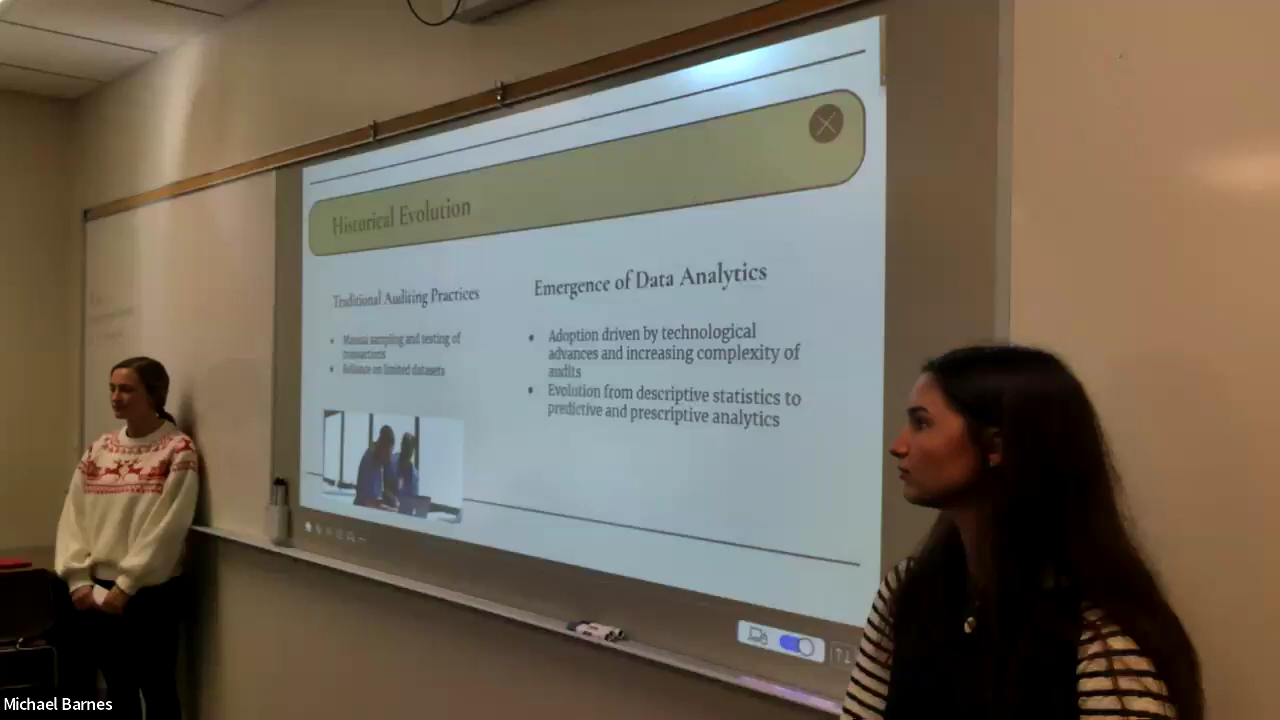 Historical Evolution
Traditional Auditing Practices
Manual sampling and testing of
transactions
Reliance on limited datasets
Emergence of Data Analytics
Adoption driven by technological
advances and increasing complexity of
audits
Evolution from descriptive statistics to
predictive and prescriptive analytics
Michael Barnes